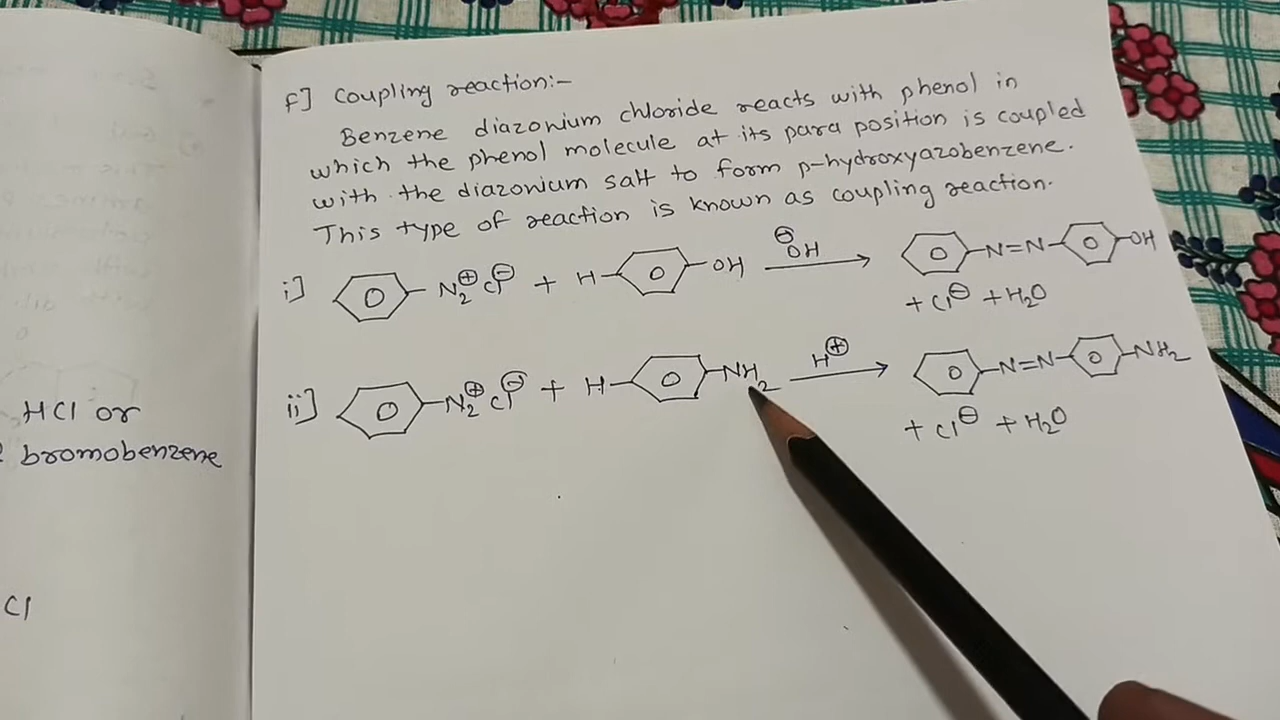 HCl or
bromobenzene
Cl
f] Coupling reaction:-
Benzene diazonium chloride reacts with phenol in
which the phenol molecule at its para position is coupled
with the diazonium salt to form p-hydroxyazobenzene.
This type of reaction is known as coupling reaction.
i] N₂⊕ Cl⊖ + H- -OH ⊖OH → -N=N- -OH
+ Cl⊖ + H₂O
ii] -N₂⊕ Cl⊖ + H- -NH₂ H⊕ → -N=N- -NH₂
+ Cl⊖ + H₂O